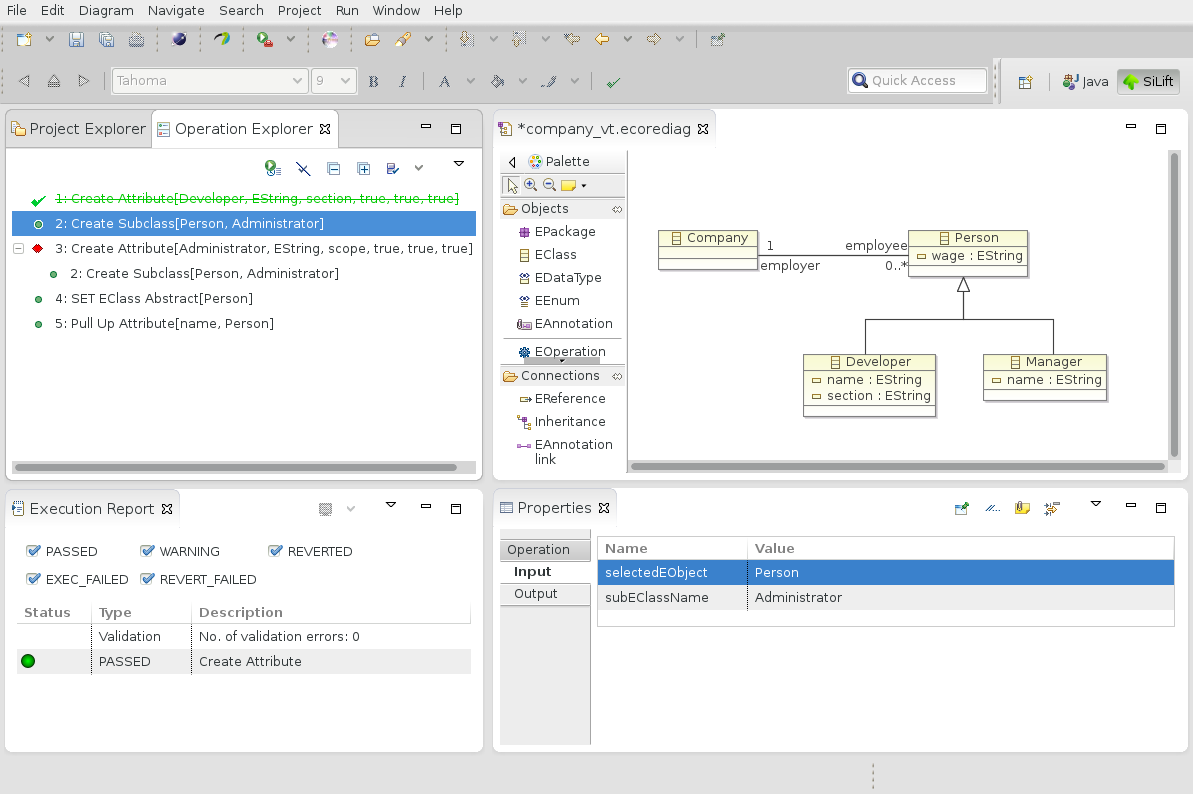 File Edit Diagram Navigate Search Project Run Window Help
Tahoma 9 B I A Quick Access Java SiLift
Project Explorer Operation Explorer
1: Create Attribute[Developer, EString, section, true, true, true]
2: Create Subclass[Person, Administrator]
3: Create Attribute[Administrator, EString, scope, true, true, true]
2: Create Subclass[Person, Administrator]
4: SET EClass Abstract[Person]
5: Pull Up Attribute[name, Person]
*company_vt.ecorediag
Palette
Objects
EPackage
EClass
EDataType
EEnum
EAnnotation
EOperation
Connections
EReference
Inheritance
EAnnotation
link
Company
1 employee
employer 0..*
Person
wage : EString
Developer
name : EString
section : EString
Manager
name : EString
Execution Report
PASSED WARNING REVERTED
EXEC_FAILED REVERT_FAILED
Status Type Description
Validation No. of validation errors: 0
PASSED Create Attribute
Properties
Operation
Input
Output
Name Value
selectedEObject Person
subEClassName Administrator